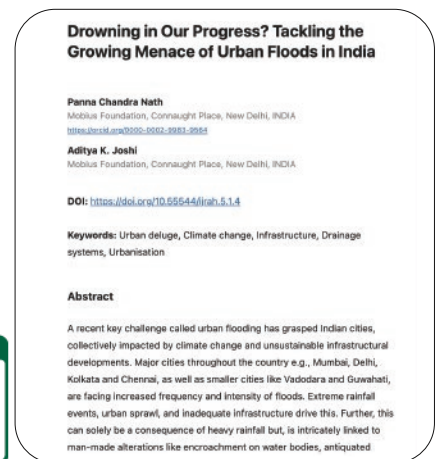 Drowning in Our Progress? Tackling the
Growing Menace of Urban Floods in India
Panna Chandra Nath
Mobius Foundation, Connaught Place, New Delhi, INDIA
https://orcid.org/0000-0002-9983-9564
Aditya K. Joshi
Mobius Foundation, Connaught Place, New Delhi, INDIA
DOI: https://doi.org/10.55544/ijrah.5.1.4
Keywords: Urban deluge, Climate change, Infrastructure, Drainage
systems, Urbanisation
Abstract
A recent key challenge called urban flooding has grasped Indian cities,
collectively impacted by climate change and unsustainable infrastructural
developments. Major cities throughout the country e.g., Mumbai, Delhi,
Kolkata and Chennai, as well as smaller cities like Vadodara and Guwahati,
are facing increased frequency and intensity of floods. Extreme rainfall
events, urban sprawl, and inadequate infrastructure drive this. Further, this
can solely be a consequence of heavy rainfall but, is intricately linked to
man-made alterations like encroachment on water bodies, antiquated